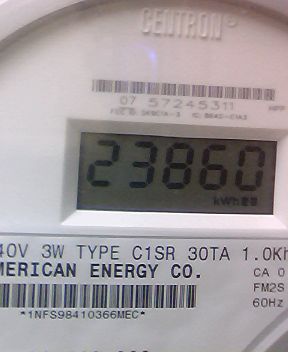 CENTRON®
07 57245311
23860
kWh
40V 3W TYPE C1SR 30TA 1.0Kh
MERICAN ENERGY CO.
CA 0
FM2S
60Hz
*1NFS98410366MEC*